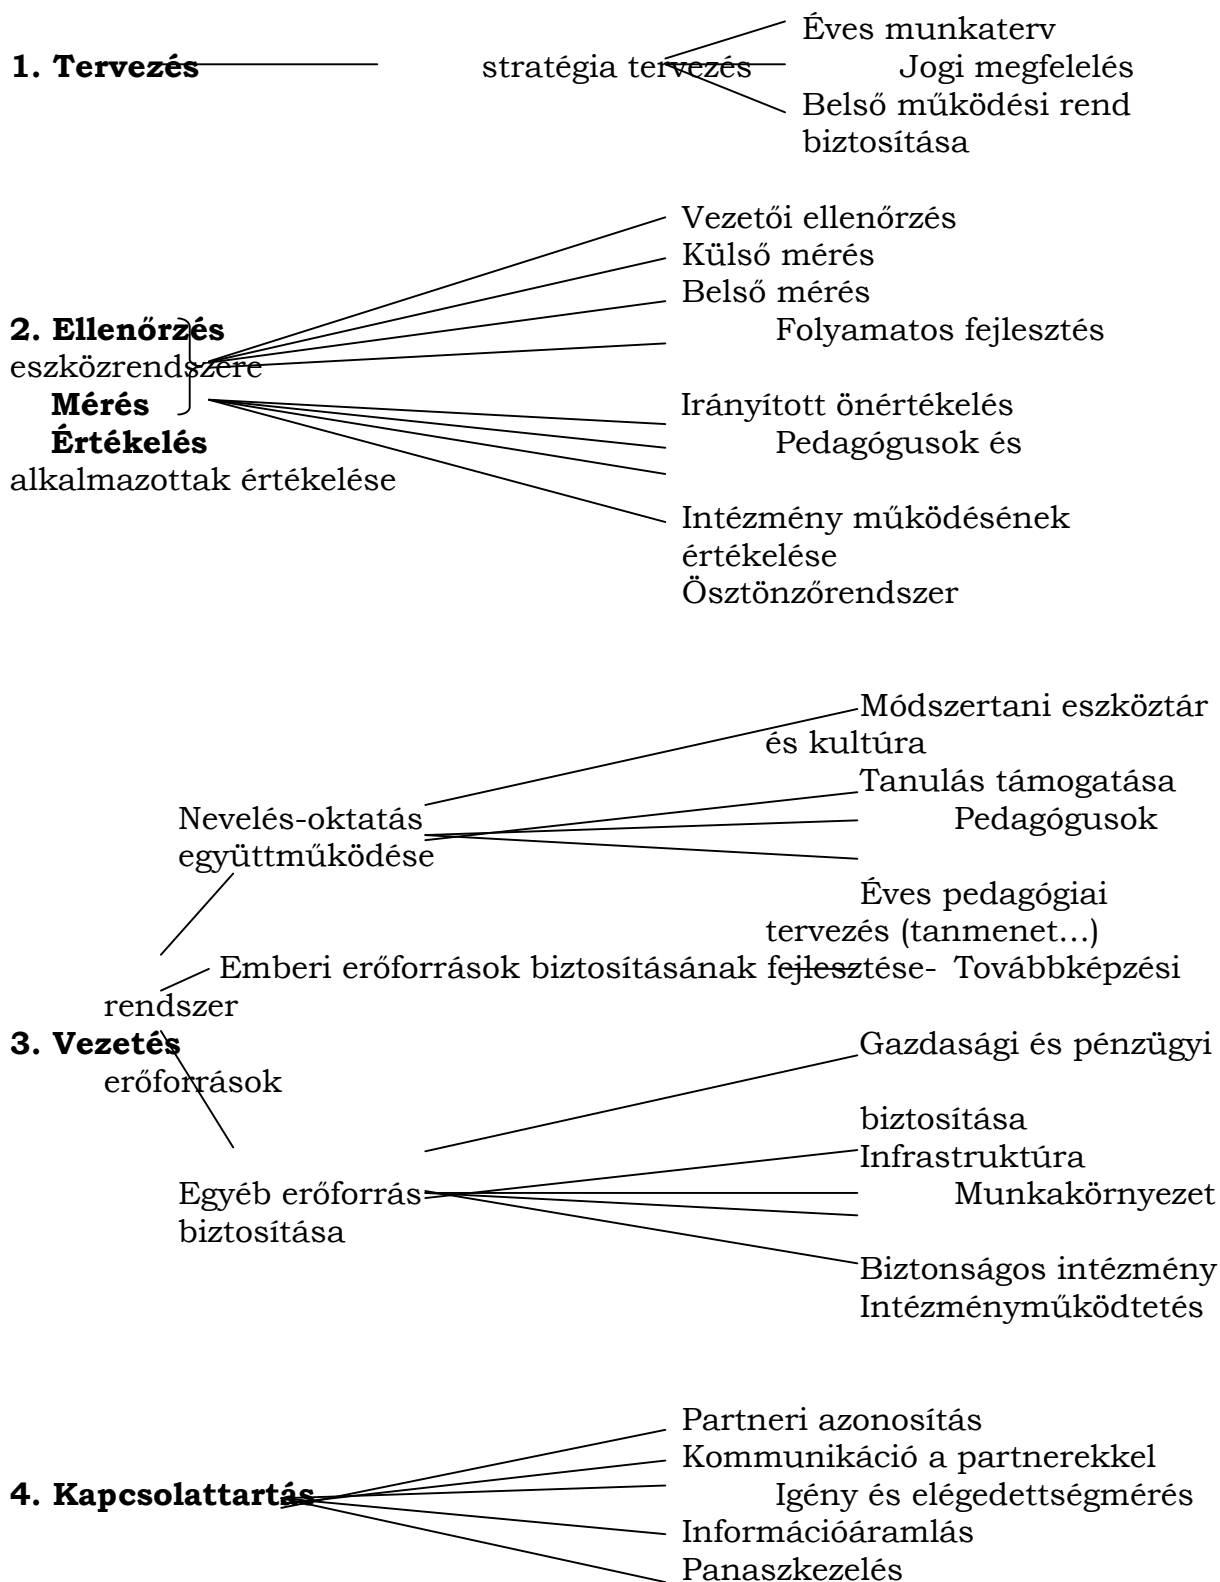 Éves munkaterv
1. Tervezés stratégia tervezés Jogi megfelelés
Belső működési rend
biztosítása
Vezetői ellenőrzés
Külső mérés
Belső mérés
2. Ellenőrzés Folyamatos fejlesztés
eszközrendszere
Mérés Irányított önértékelés
Értékelés Pedagógusok és
alkalmazottak értékelése
Intézmény működésének
értékelése
Ösztönzőrendszer
Módszertani eszköztár
és kultúra
Tanulás támogatása
Nevelés-oktatás Pedagógusok
együttműködése
Éves pedagógiai
tervezés (tanmenet...)
Emberi erőforrások biztosításának fejlesztése- Továbbképzési
rendszer
3. Vezetés Gazdasági és pénzügyi
erőforrások
biztosítása
Infrastruktúra
Egyéb erőforrás Munkakörnyezet
biztosítása
Biztonságos intézmény
Intézményműködtetés
Partneri azonosítás
Kommunikáció a partnerekkel
4. Kapcsolattartás Igény és elégedettségmérés
Információáramlás
Panaszkezelés